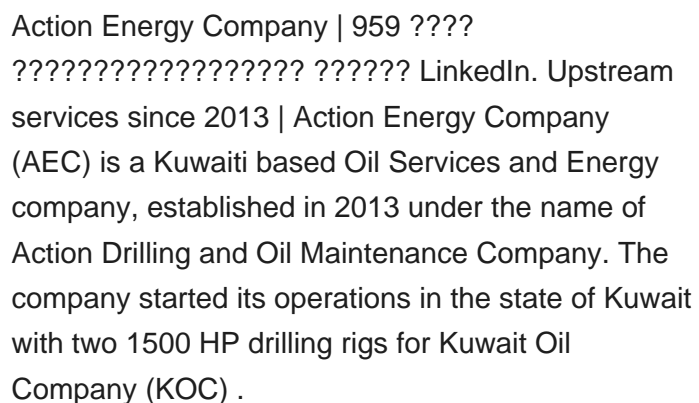 Action Energy Company | 959 ????
?????????????????? ?????? LinkedIn. Upstream
services since 2013 | Action Energy Company
(AEC) is a Kuwaiti based Oil Services and Energy
company, established in 2013 under the name of
Action Drilling and Oil Maintenance Company. The
company started its operations in the state of Kuwait
with two 1500 HP drilling rigs for Kuwait Oil
Company (KOC) .